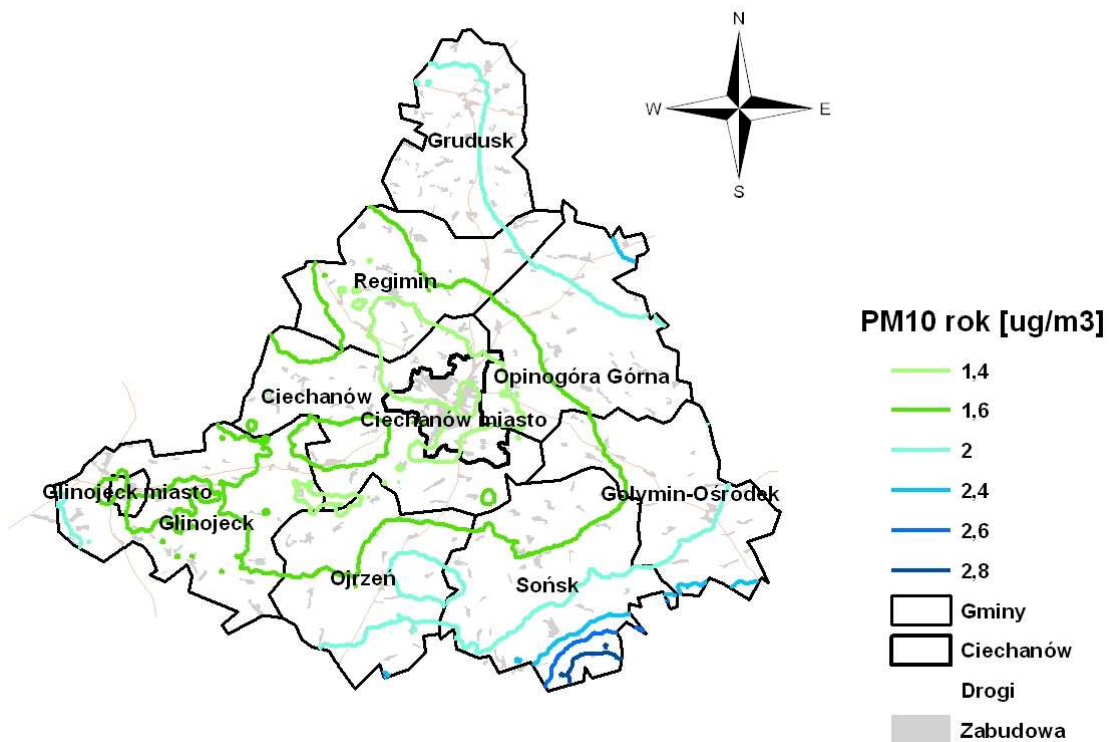 N
W
E
S
Grudusk
Regimin
Opinogóra Górna
Ciechanów
Ciechanów miasto
Glinojeck miasto
Gołymin-Osrodek
Glinojeck
Ojrzeń
Sońsk
PM10 rok [ug/m3]
1,4
1,6
2
2,4
2,6
2,8
Gminy
Ciechanów
Drogi
Zabudowa